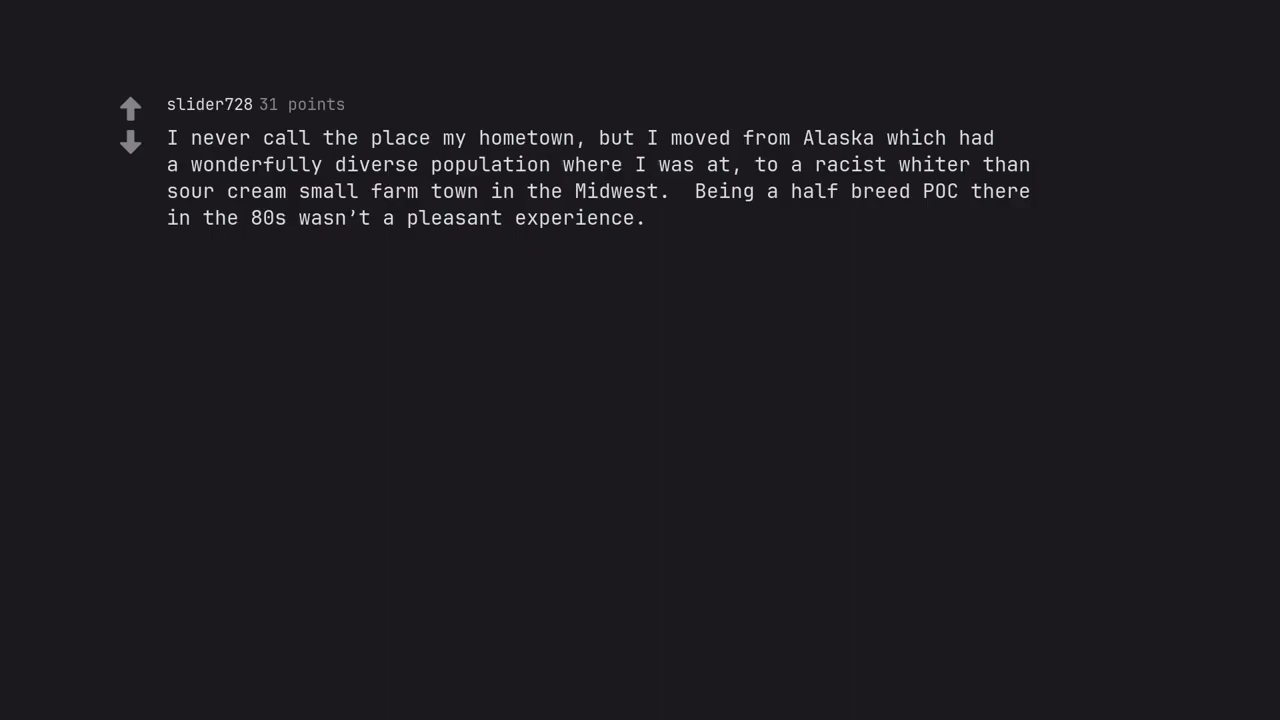 slider728 31 points
I never call the place my hometown, but I moved from Alaska which had
a wonderfully diverse population where I was at, to a racist whiter than
sour cream small farm town in the Midwest.  Being a half breed POC there
in the 80s wasn’t a pleasant experience.